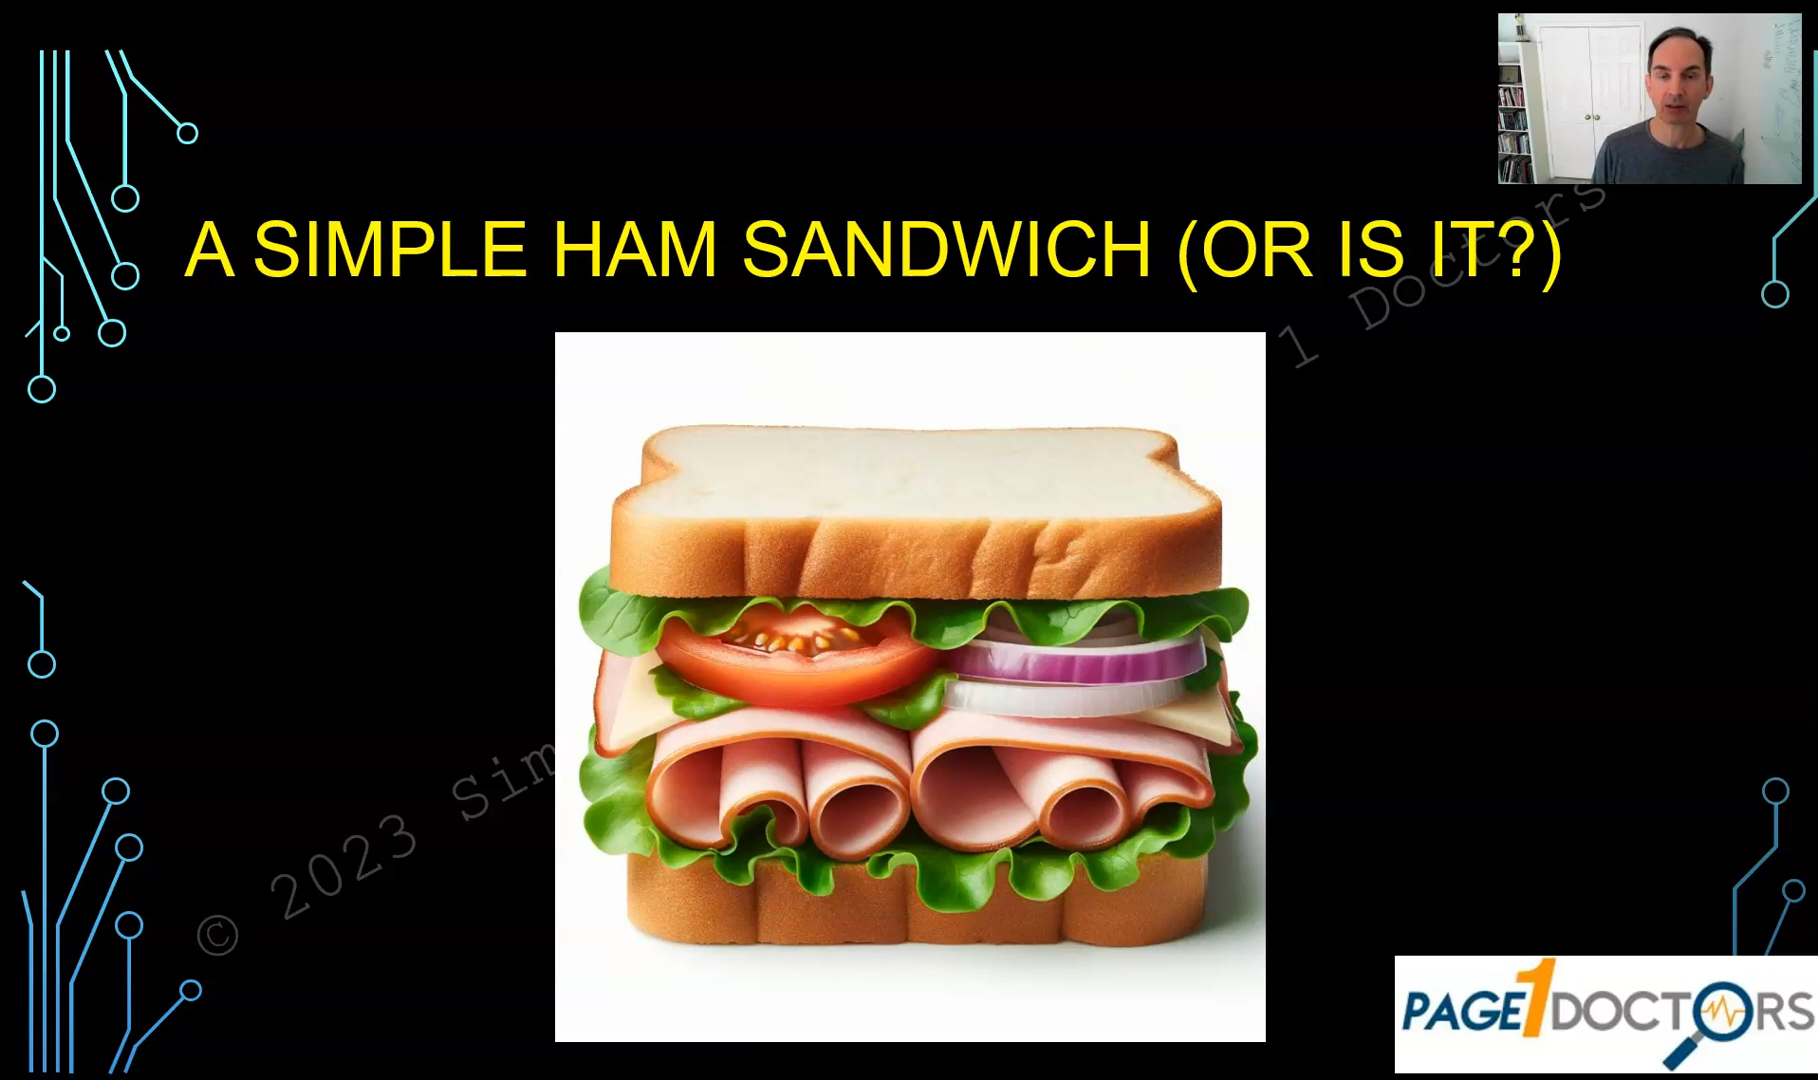 A SIMPLE HAM SANDWICH (OR IS IT?)
© 2023 Sim
1 Doctors
PAGE1DOCTORS